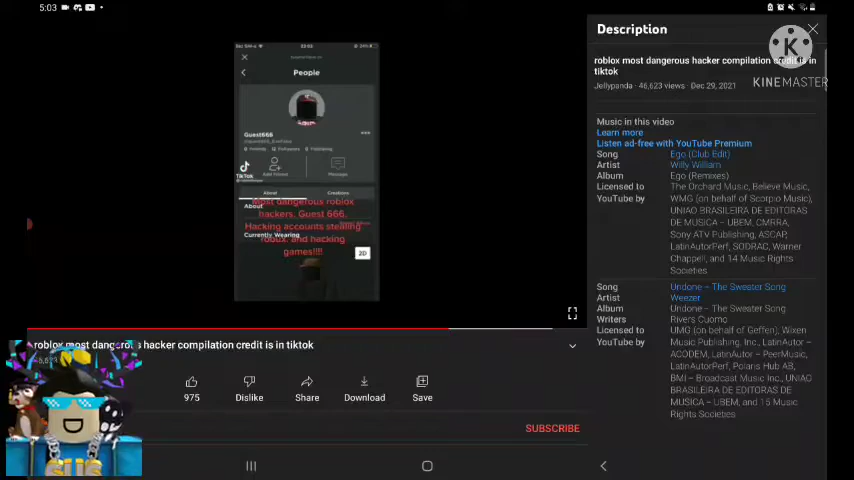 5:03
People
Guest666
Add Friend
Message
TikTok
About
Creations
Most dangerous roblox
hackers. Guest 666.
Hacking accounts stealing
robux. and hacking
games!!!!
About
Currently Wearing
2D
roblox most dangerous hacker compilation credit is in tiktok
975
Dislike
Share
Download
Save
SUBSCRIBE
Description
K
KINEMASTER
roblox most dangerous hacker compilation credit is in
tiktok
Jellypanda · 46,623 views · Dec 29, 2021
Music in this video
Learn more
Listen ad-free with YouTube Premium
Song Ego (Club Edit)
Artist Willy William
Album Ego (Remixes)
Licensed to The Orchard Music, Believe Music,
YouTube by WMG (on behalf of Scorpio Music),
UNIAO BRASILEIRA DE EDITORAS
DE MUSICA – UBEM, CMRRA,
Sony ATV Publishing, ASCAP,
LatinAutorPerf, SODRAC, Warner
Chappell, and 14 Music Rights
Societies
Song Undone – The Sweater Song
Artist Weezer
Album Undone – The Sweater Song
Writers Rivers Cuomo
Licensed to UMG (on behalf of Geffen), Wixen
YouTube by Music Publishing, Inc., LatinAutor –
ACODEM, LatinAutor – PeerMusic,
LatinAutorPerf, Polaris Hub AB,
BMI – Broadcast Music Inc., UNIAO
BRASILEIRA DE EDITORAS DE
MUSICA – UBEM, and 15 Music
Rights Societies